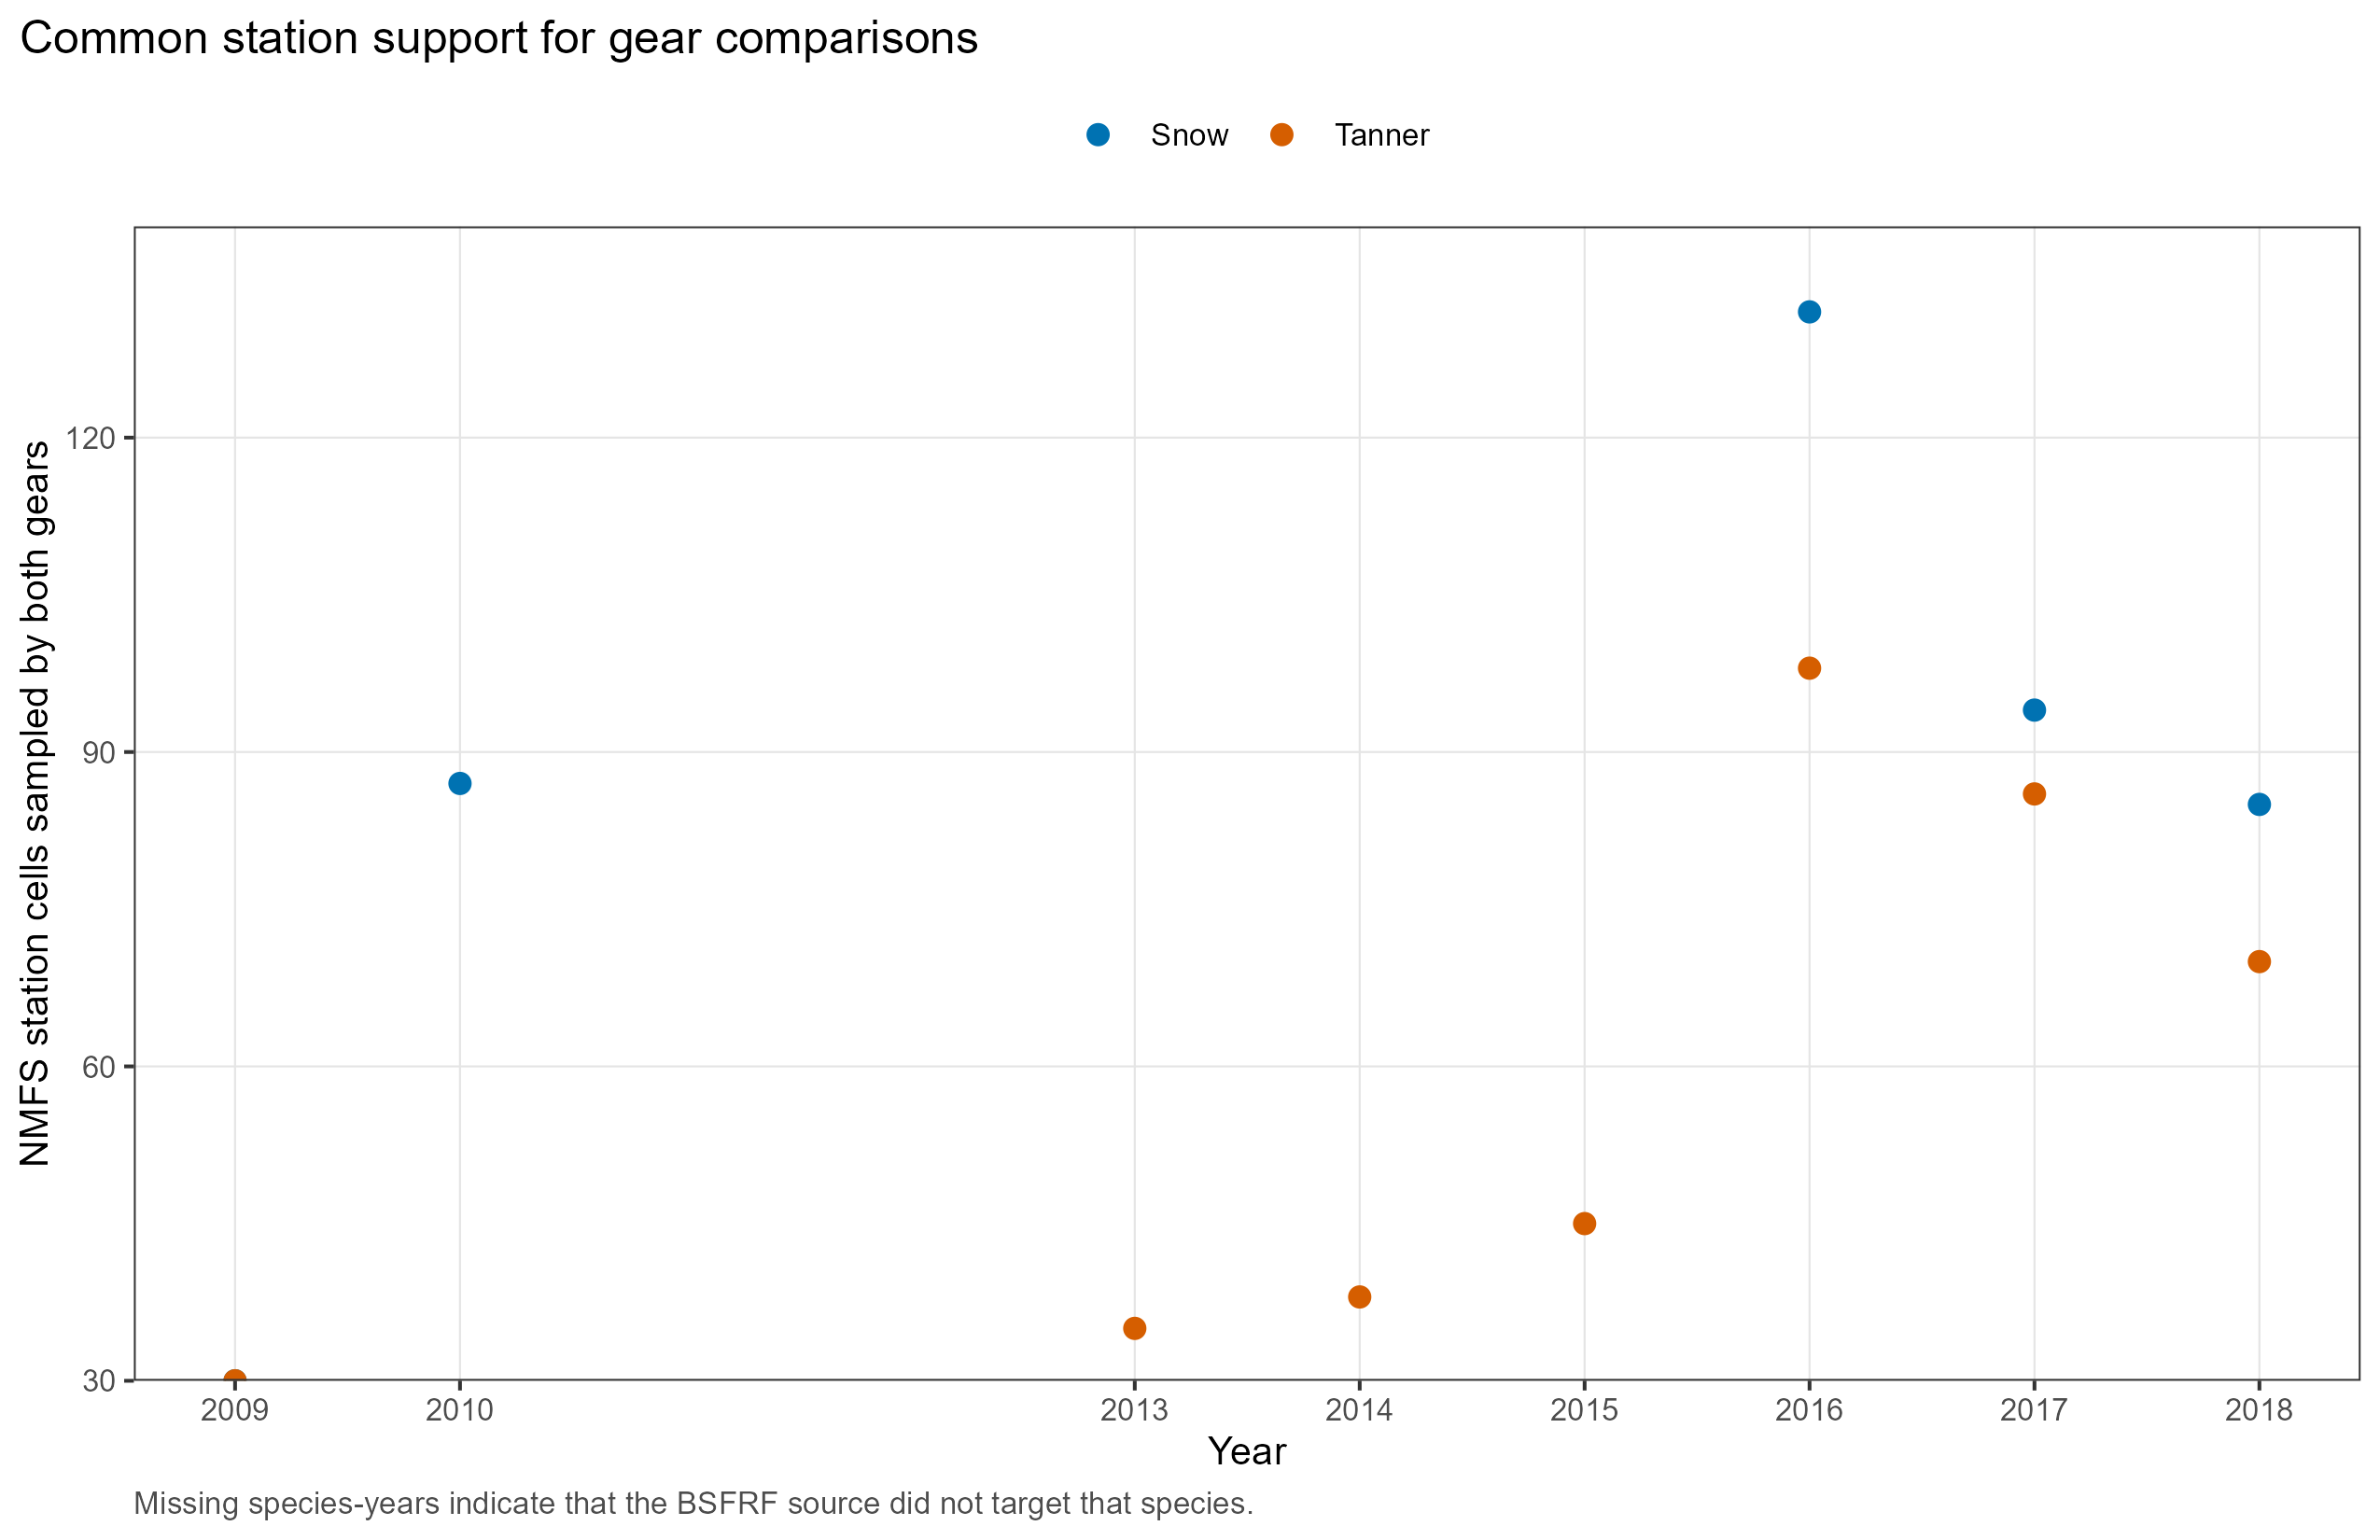 Common station support for gear comparisons
Snow Tanner
NMFS station cells sampled by both gears
120
90
60
30
2009 2010 2013 2014 2015 2016 2017 2018
Year
Missing species-years indicate that the BSFRF source did not target that species.